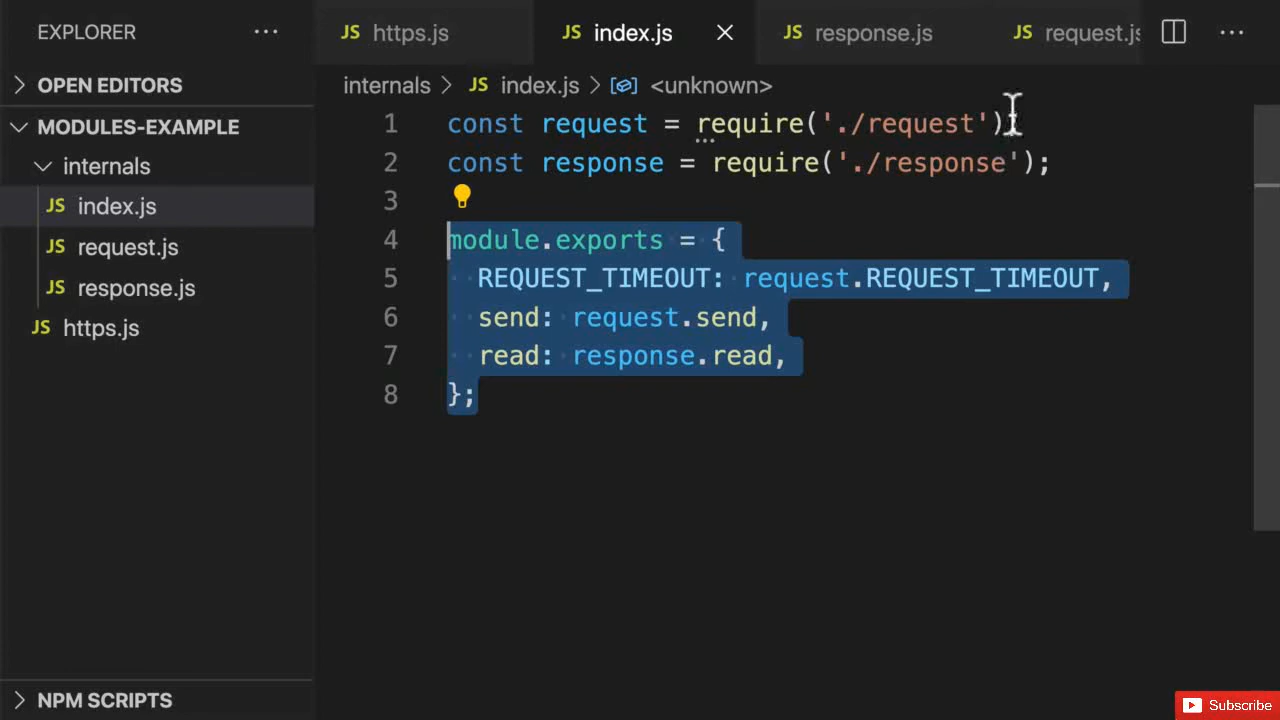 EXPLORER ...
OPEN EDITORS
MODULES-EXAMPLE
internals
JS index.js
JS request.js
JS response.js
JS https.js
NPM SCRIPTS
JS https.js JS index.js JS response.js JS request.js ...
internals > JS index.js > <unknown>
1 const request = require('./request');
2 const response = require('./response');
3
4 module.exports = {
5 REQUEST_TIMEOUT: request.REQUEST_TIMEOUT,
6 send: request.send,
7 read: response.read,
8 };
Subscribe